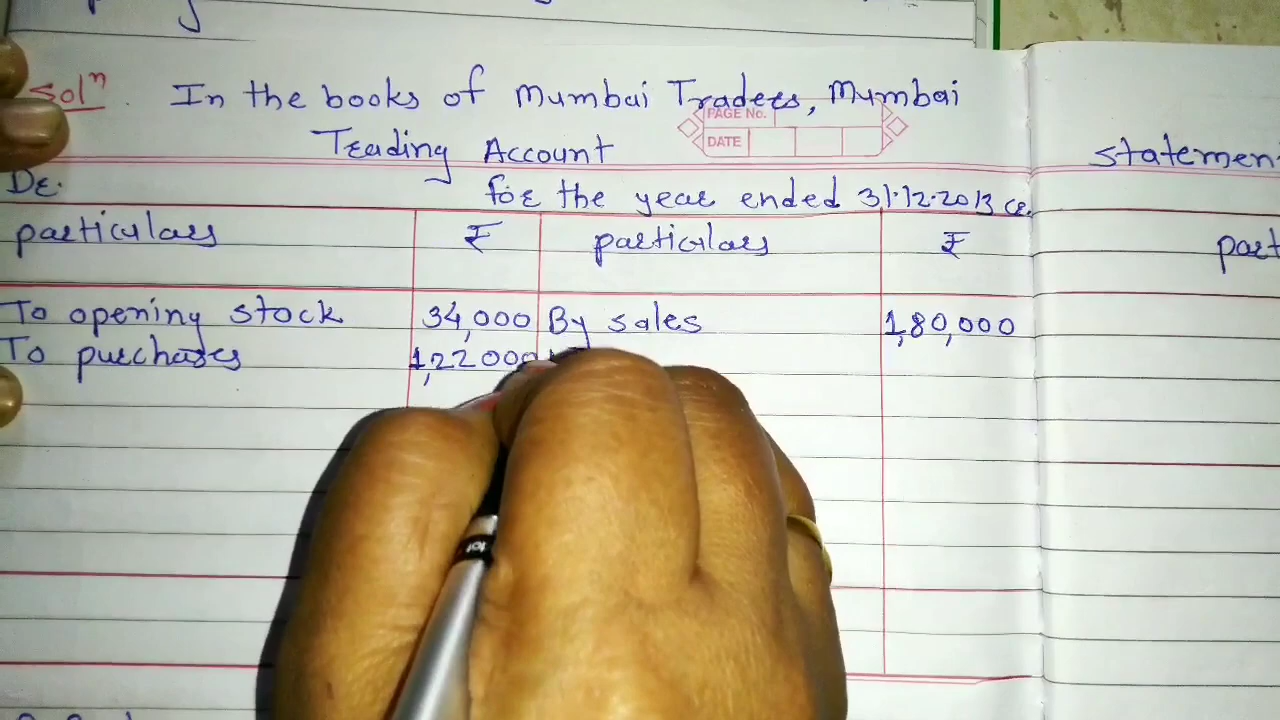 Solⁿ. In the books of Mumbai Traders, Mumbai
PAGE No.
Trading Account
DATE
statemen
Dr.
for the year ended 31.12.2013 cr.
particulars ₹ particulars ₹
part
To opening stock 34,000 By sales 1,80,000
To purchases 1,22000